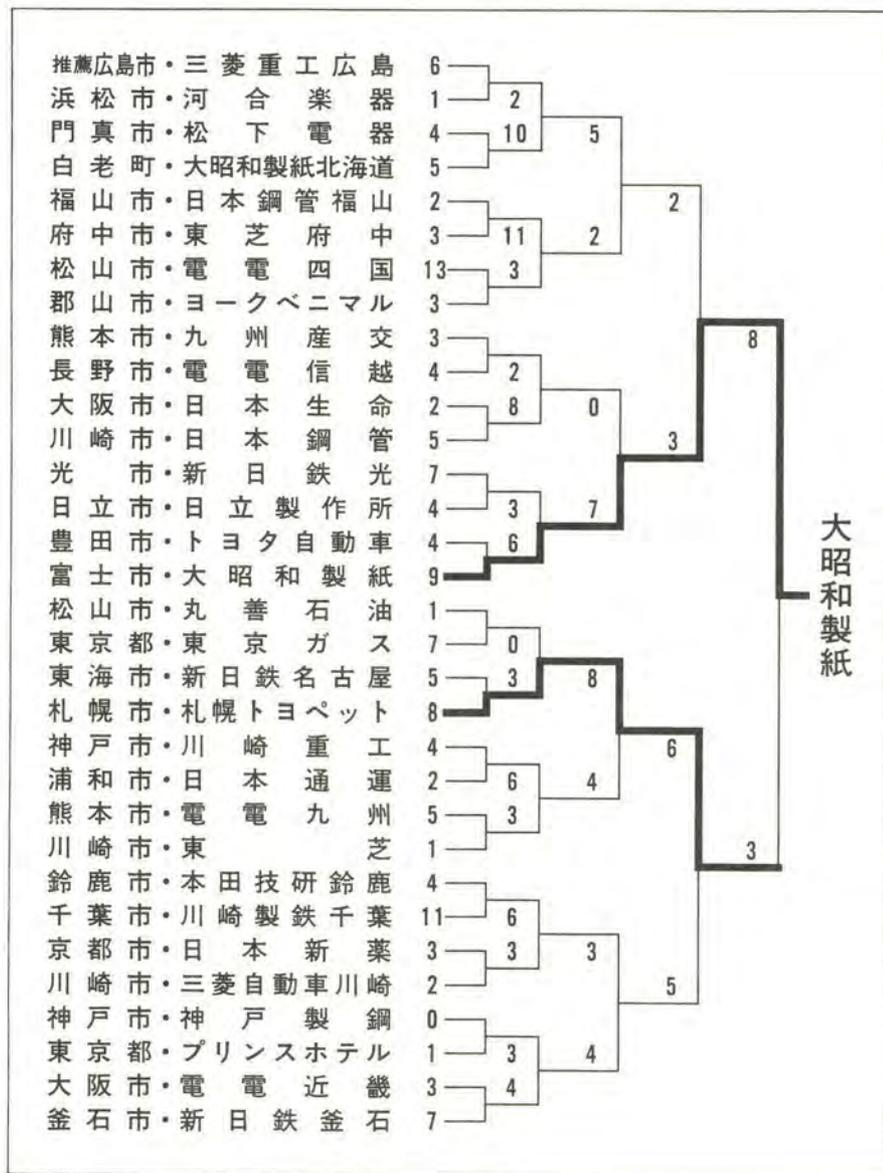 推薦広島市・三菱重工広島 6
浜松市・河合楽器 1
2
門真市・松下電器 4
10
5
白老町・大昭和製紙北海道 5
2
福山市・日本鋼管福山 2
府中市・東芝府中 3
11
2
松山市・電電四国 13
3
郡山市・ヨークベニマル 3
熊本市・九州産交 3
8
長野市・電電信越 4
2
大阪市・日本生命 2
8
0
川崎市・日本鋼管 5
3
光市・新日鉄光 7
日立市・日立製作所 4
3
7
豊田市・トヨタ自動車 4
6
富士市・大昭和製紙 9
大昭和製紙
松山市・丸善石油 1
東京都・東京ガス 7
0
東海市・新日鉄名古屋 5
3
8
札幌市・札幌トヨペット 8
神戸市・川崎重工 4
6
浦和市・日本通運 2
6
4
熊本市・電電九州 5
3
川崎市・東芝 1
3
鈴鹿市・本田技研鈴鹿 4
千葉市・川崎製鉄千葉 11
6
京都市・日本新薬 3
3
3
川崎市・三菱自動車川崎 2
5
神戸市・神戸製鋼 0
東京都・プリンスホテル 1
3
4
大阪市・電電近畿 3
4
釜石市・新日鉄釜石 7